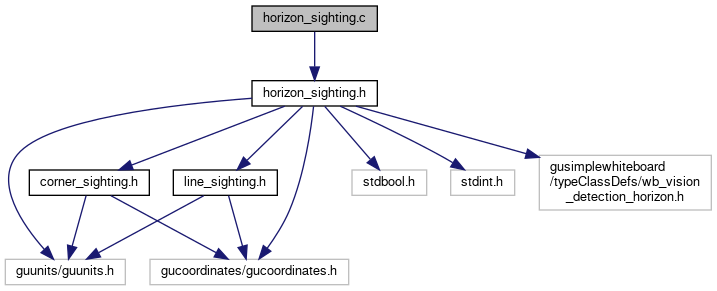 horizon_sighting.c
horizon_sighting.h
corner_sighting.h
line_sighting.h
stdbool.h
stdint.h
gusimplewhiteboard
/typeClassDefs/wb_vision
_detection_horizon.h
guunits/guunits.h
gucoordinates/gucoordinates.h